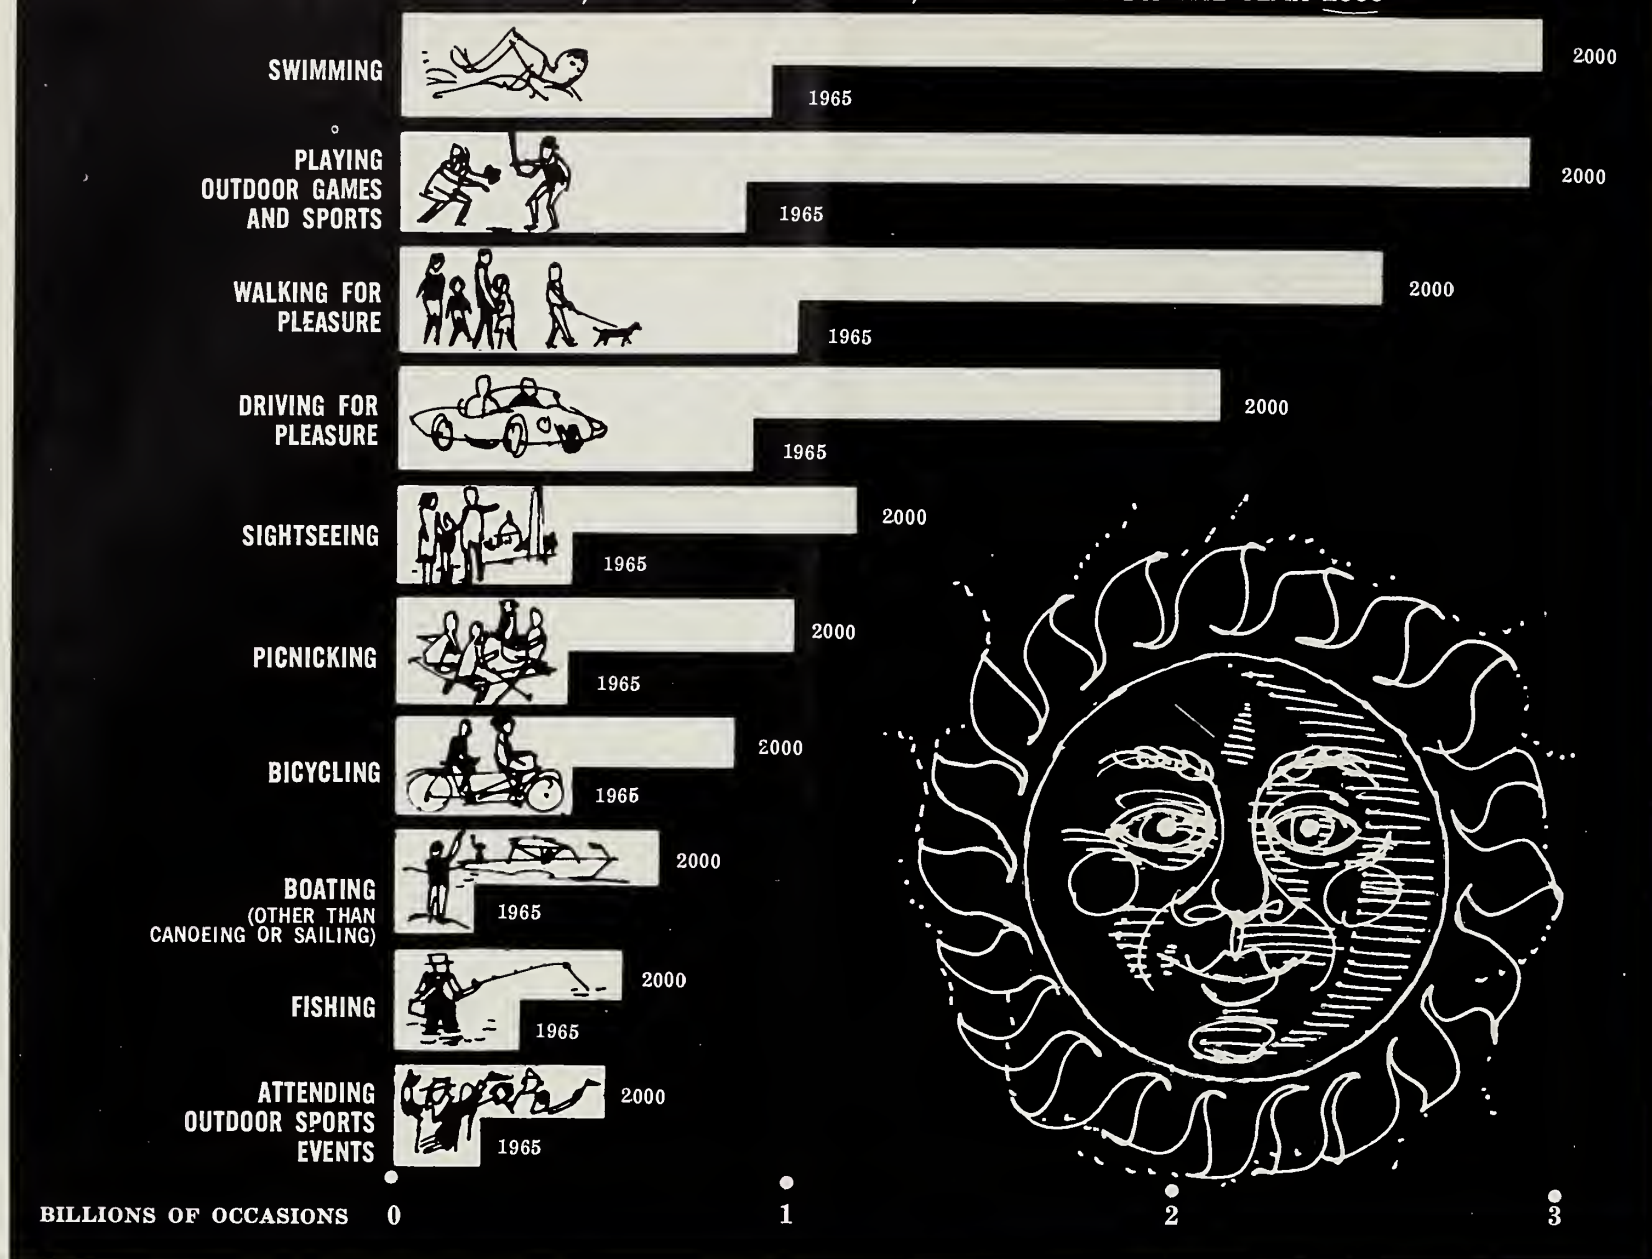 SWIMMING
2000
1965
PLAYING
OUTDOOR GAMES
AND SPORTS
2000
1965
WALKING FOR
PLEASURE
2000
1965
DRIVING FOR
PLEASURE
2000
1965
SIGHTSEEING
2000
1965
PICNICKING
2000
1965
BICYCLING
2000
1965
BOATING
(OTHER THAN
CANOEING OR SAILING)
2000
1965
FISHING
2000
1965
ATTENDING
OUTDOOR SPORTS
EVENTS
2000
1965
BILLIONS OF OCCASIONS 0 1 2 3